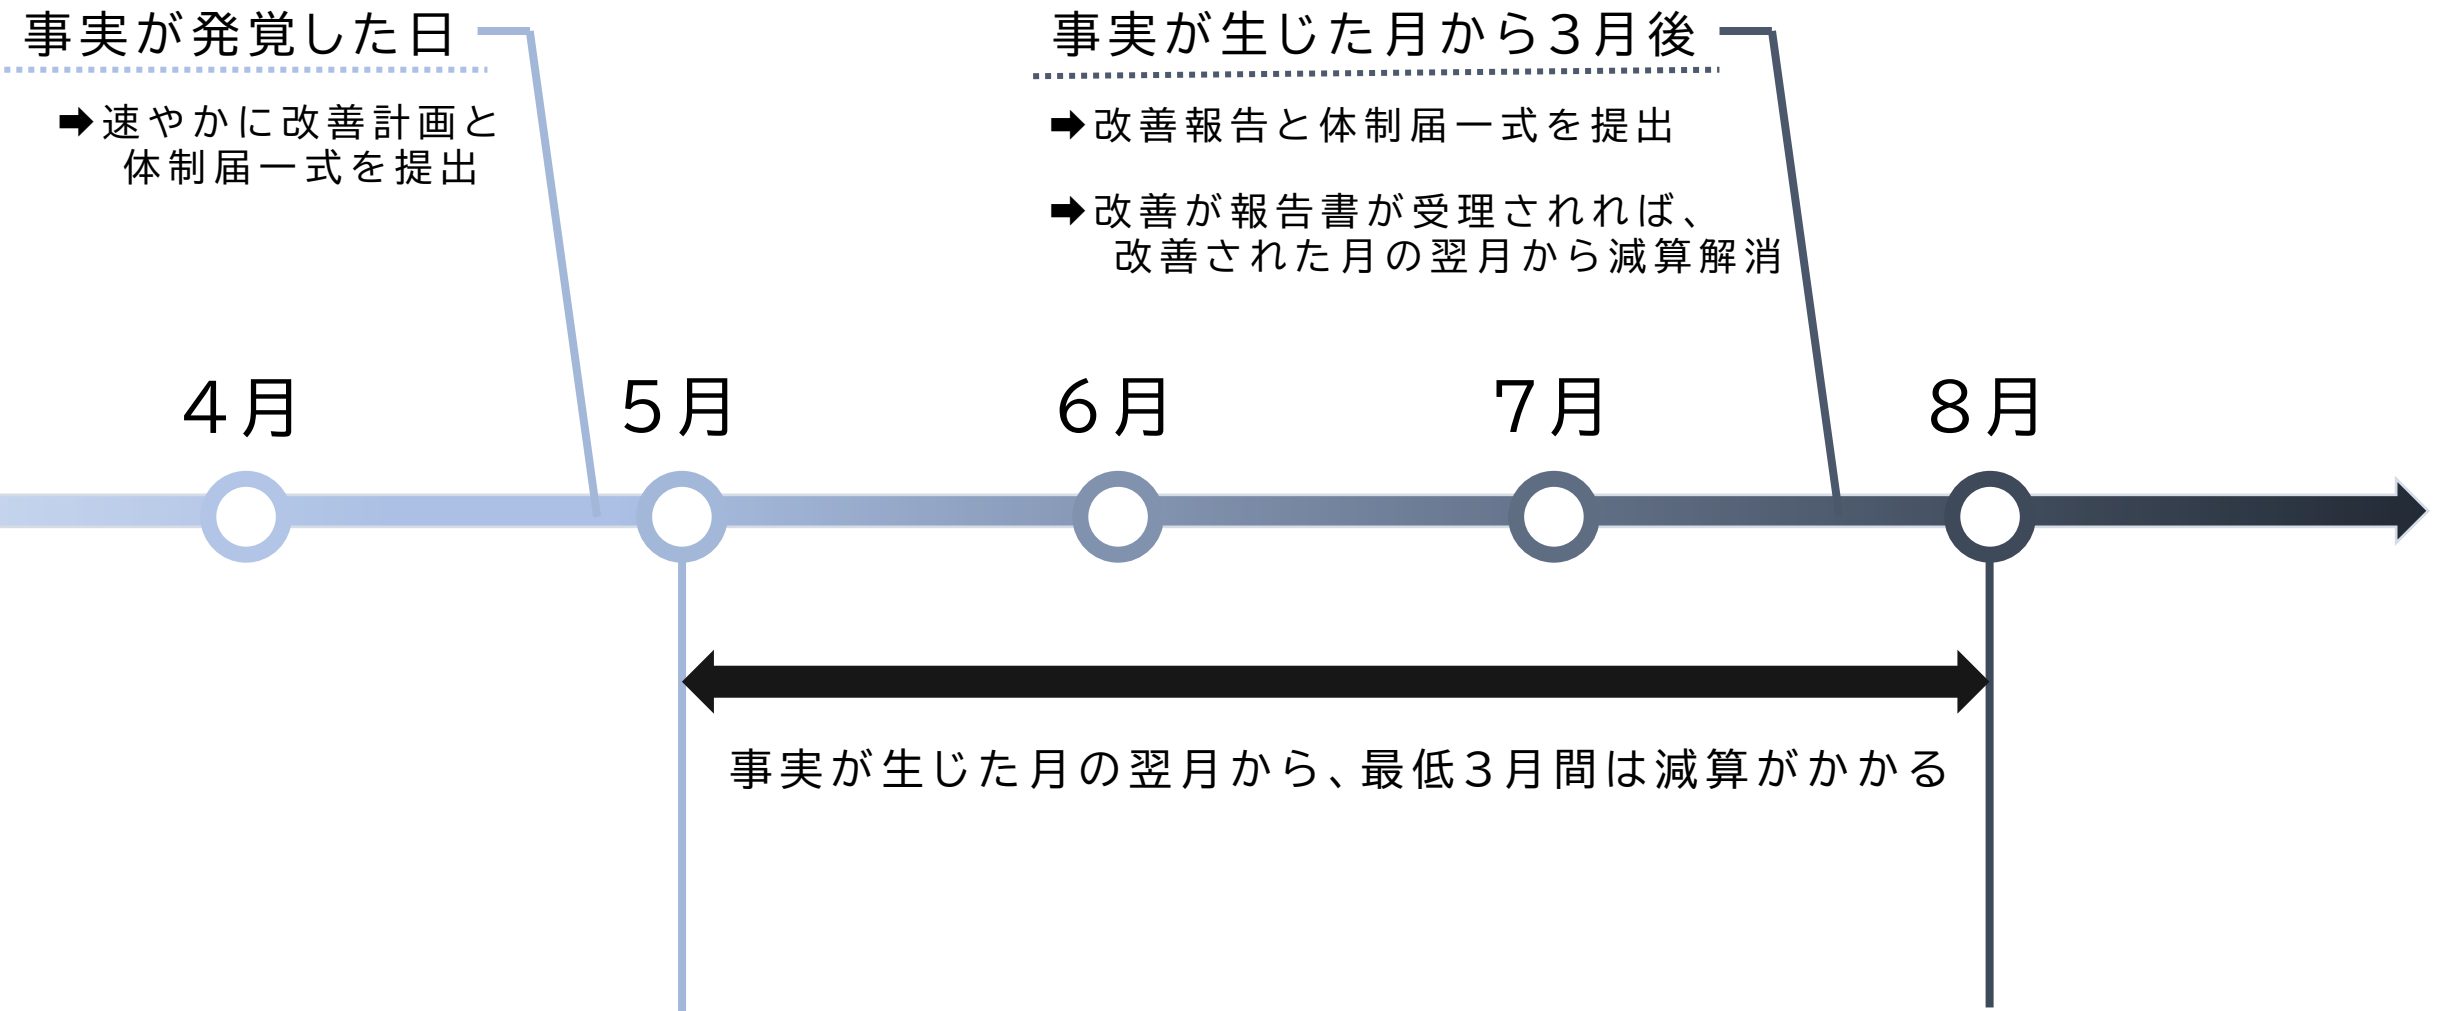 事実が発覚した日
➡速やかに改善計画と
体制届一式を提出
事実が生じた月から３月後
➡改善報告と体制届一式を提出
➡改善が報告書が受理されれば、
改善された月の翌月から減算解消
４月
５月
６月
７月
８月
事実が生じた月の翌月から、最低３月間は減算がかかる